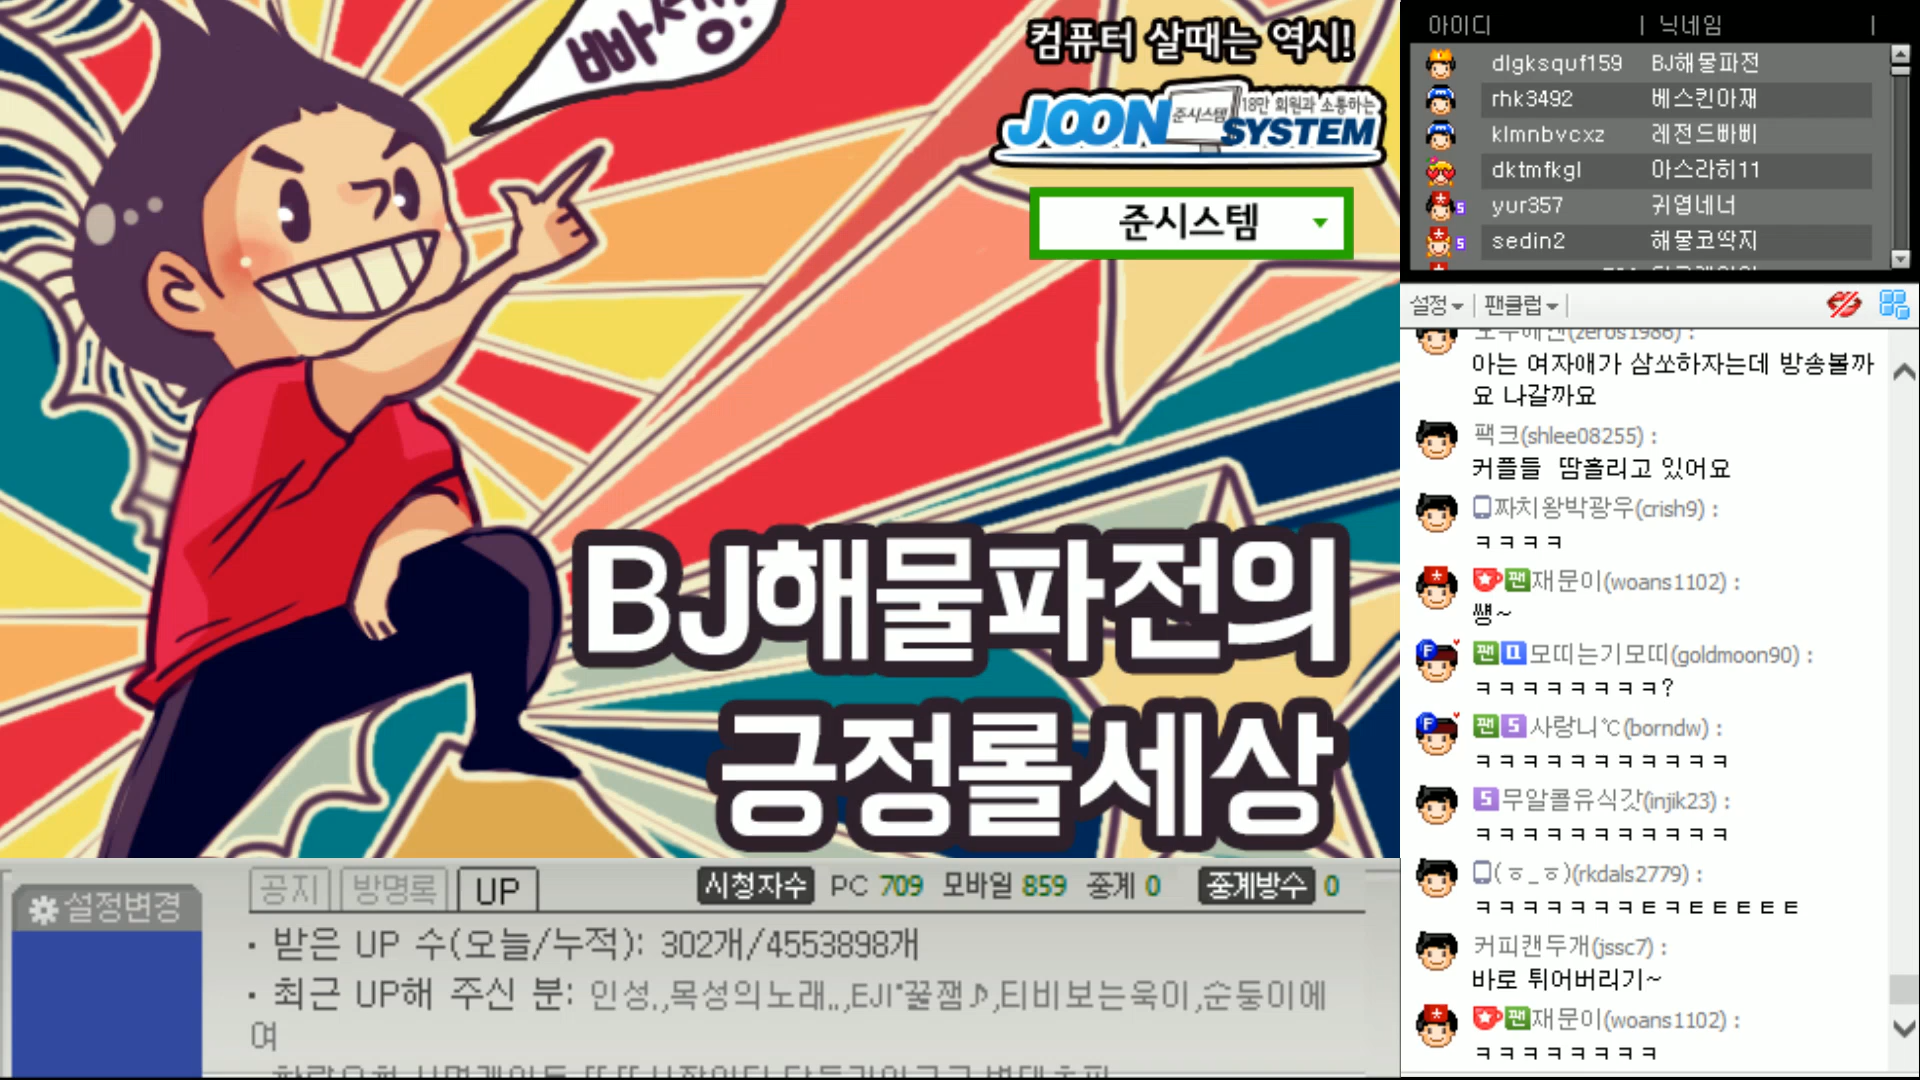 빠생!
컴퓨터 살때는 역시!
JOON SYSTEM
준시스템
18만 회원과 소통하는
준시스템
BJ해물파전의
긍정롤세상
설정변경
공지 방명록 UP
시청자수 PC 709 모바일 859 중계 0 중계방수 0
· 받은 UP 수(오늘/누적): 302개/4553898개
· 최근 UP해 주신 분: 인성.,목성의노래..,EJI*꿀잼♪,티비보는욱이,순둥이에
여
아이디 | 닉네임 |
dlgksquf159 BJ해물파전
rhk3492 베스킨아재
klmnbvcxz 레전드빠삐
dktmfkgl 아스라히11
yur357 귀엽네너
sedin2 해물코딱지
설정 팬클럽
(zeros1986) :
아는 여자애가 삼쏘하자는데 방송볼까
요 나갈까요
팩크(shlee08255) :
커플들 땀흘리고 있어요
짜치왕박광우(crish9) :
ㅋㅋㅋㅋ
팬 재문이(woans1102) :
쌩~
팬 모띠는기모띠(goldmoon90) :
ㅋㅋㅋㅋㅋㅋㅋㅋ?
팬 S 사랑니℃(borndw) :
ㅋㅋㅋㅋㅋㅋㅋㅋㅋㅋㅋ
S 무알콜유식갓(injik23) :
ㅋㅋㅋㅋㅋㅋㅋㅋㅋㅋㅋ
(ㅎ_ㅎ)(rkdals2779) :
ㅋㅋㅋㅋㅋㅋㅋㅌㅋㅌㅌㅌㅌㅌ
커피캔두개(jssc7) :
바로 튀어버리기~
팬 재문이(woans1102) :
ㅋㅋㅋㅋㅋㅋㅋㅋ